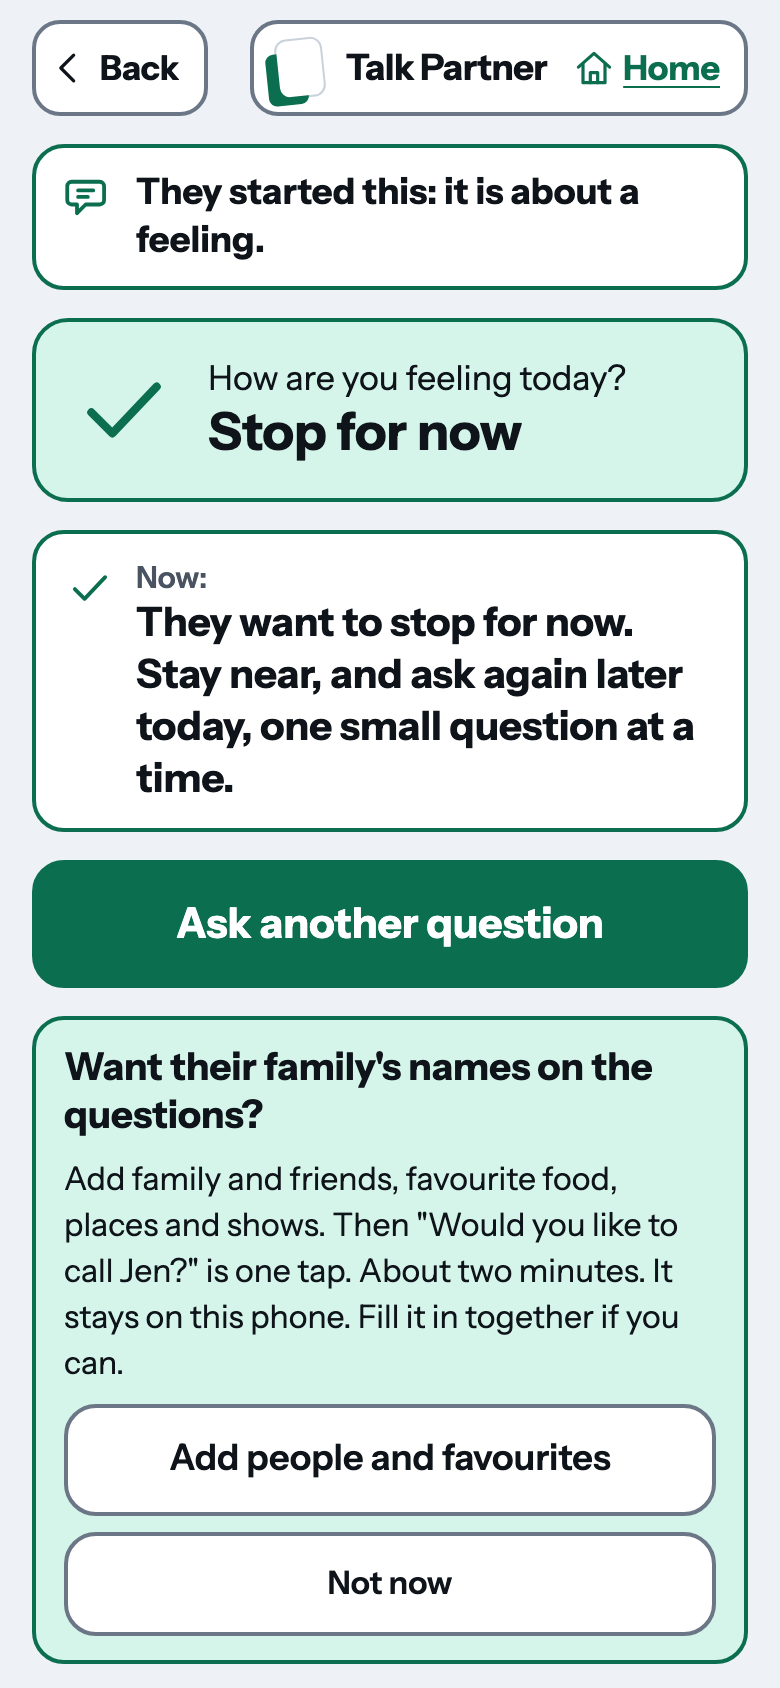 Back
Talk Partner
Home
They started this: it is about a
feeling.
How are you feeling today?
Stop for now
Now:
They want to stop for now.
Stay near, and ask again later
today, one small question at a
time.
Ask another question
Want their family's names on the
questions?
Add family and friends, favourite food,
places and shows. Then "Would you like to
call Jen?" is one tap. About two minutes. It
stays on this phone. Fill it in together if you
can.
Add people and favourites
Not now